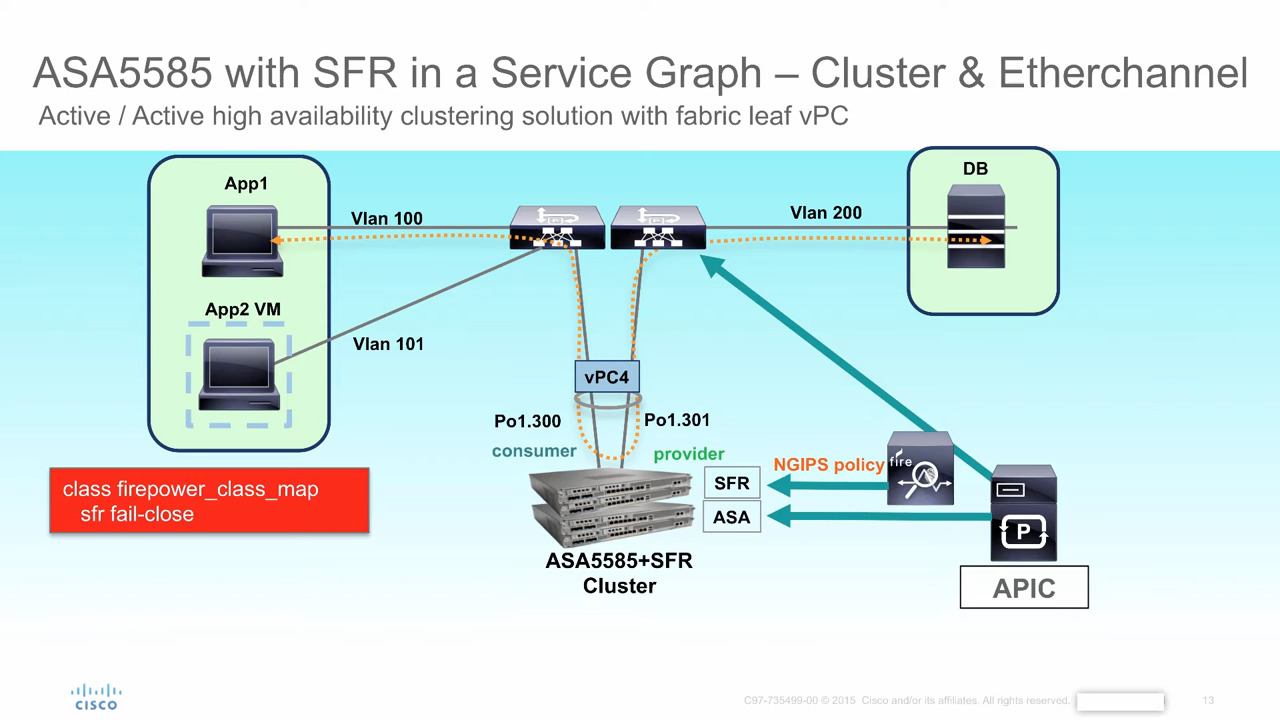 ASA5585 with SFR in a Service Graph – Cluster & Etherchannel
Active / Active high availability clustering solution with fabric leaf vPC
App1
Vlan 100
Vlan 200
DB
App2 VM
Vlan 101
vPC4
Po1.300
Po1.301
consumer
provider
NGIPS policy
fire
SFR
ASA
P
class firepower_class_map
sfr fail-close
ASA5585+SFR
Cluster
APIC
CISCO
C97-735499-00 © 2015 Cisco and/or its affiliates. All rights reserved.
13